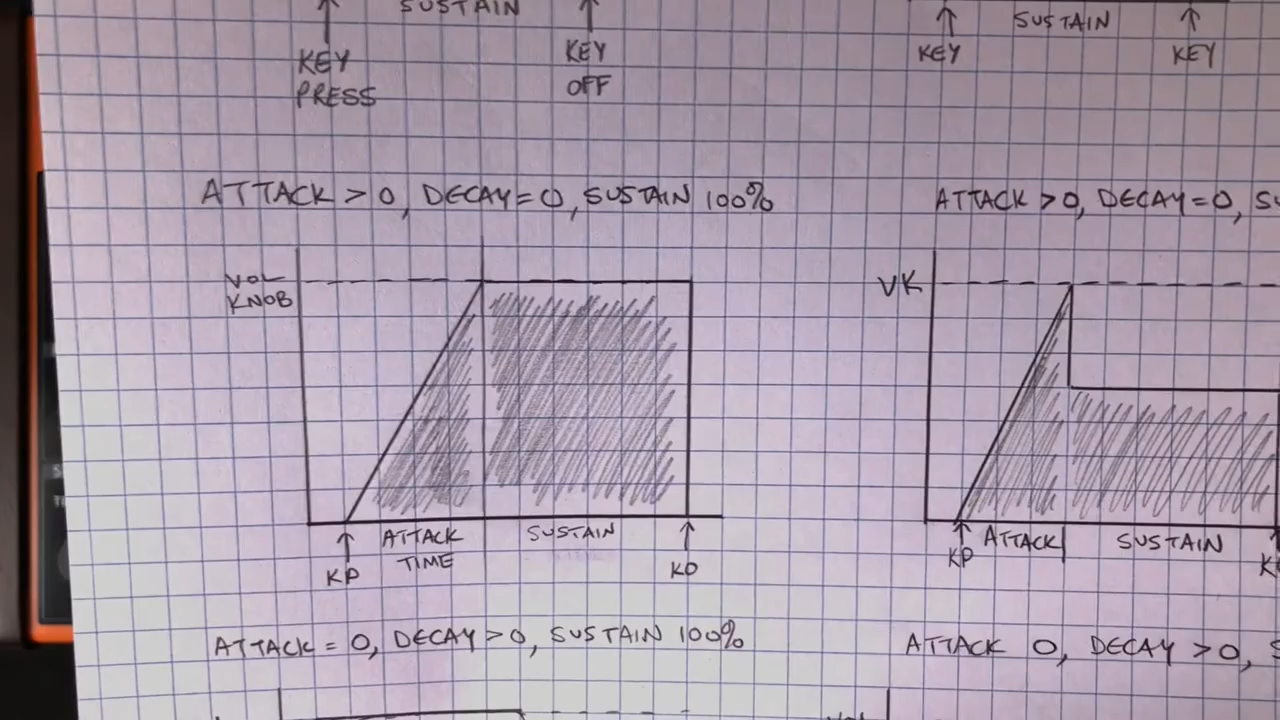 SUSTAIN
SUSTAIN
KEY
PRESS
KEY
OFF
KEY
KEY
ATTACK > 0, DECAY = 0, SUSTAIN 100%
ATTACK > 0, DECAY = 0, SU
VOL
KNOB
VK
ATTACK
TIME
SUSTAIN
KP
KO
ATTACK
SUSTAIN
KP
ATTACK = 0, DECAY > 0, SUSTAIN 100%
ATTACK 0, DECAY > 0, S